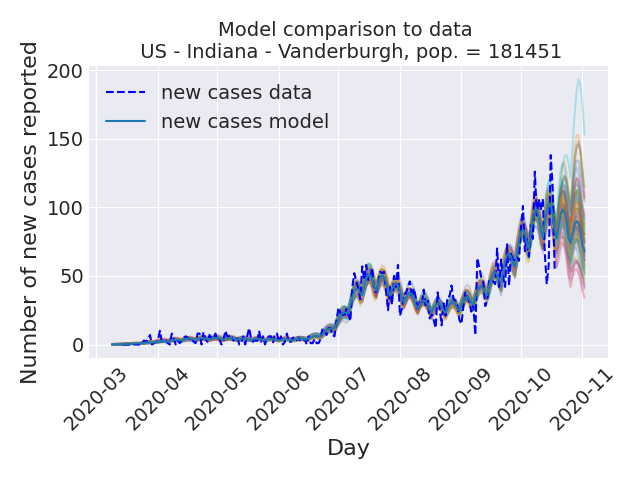 Model comparison to data
US - Indiana - Vanderburgh, pop. = 181451
Number of new cases reported
200
150
100
50
0
new cases data
new cases model
2020-03
2020-04
2020-05
2020-06
2020-07
2020-08
2020-09
2020-10
2020-11
Day